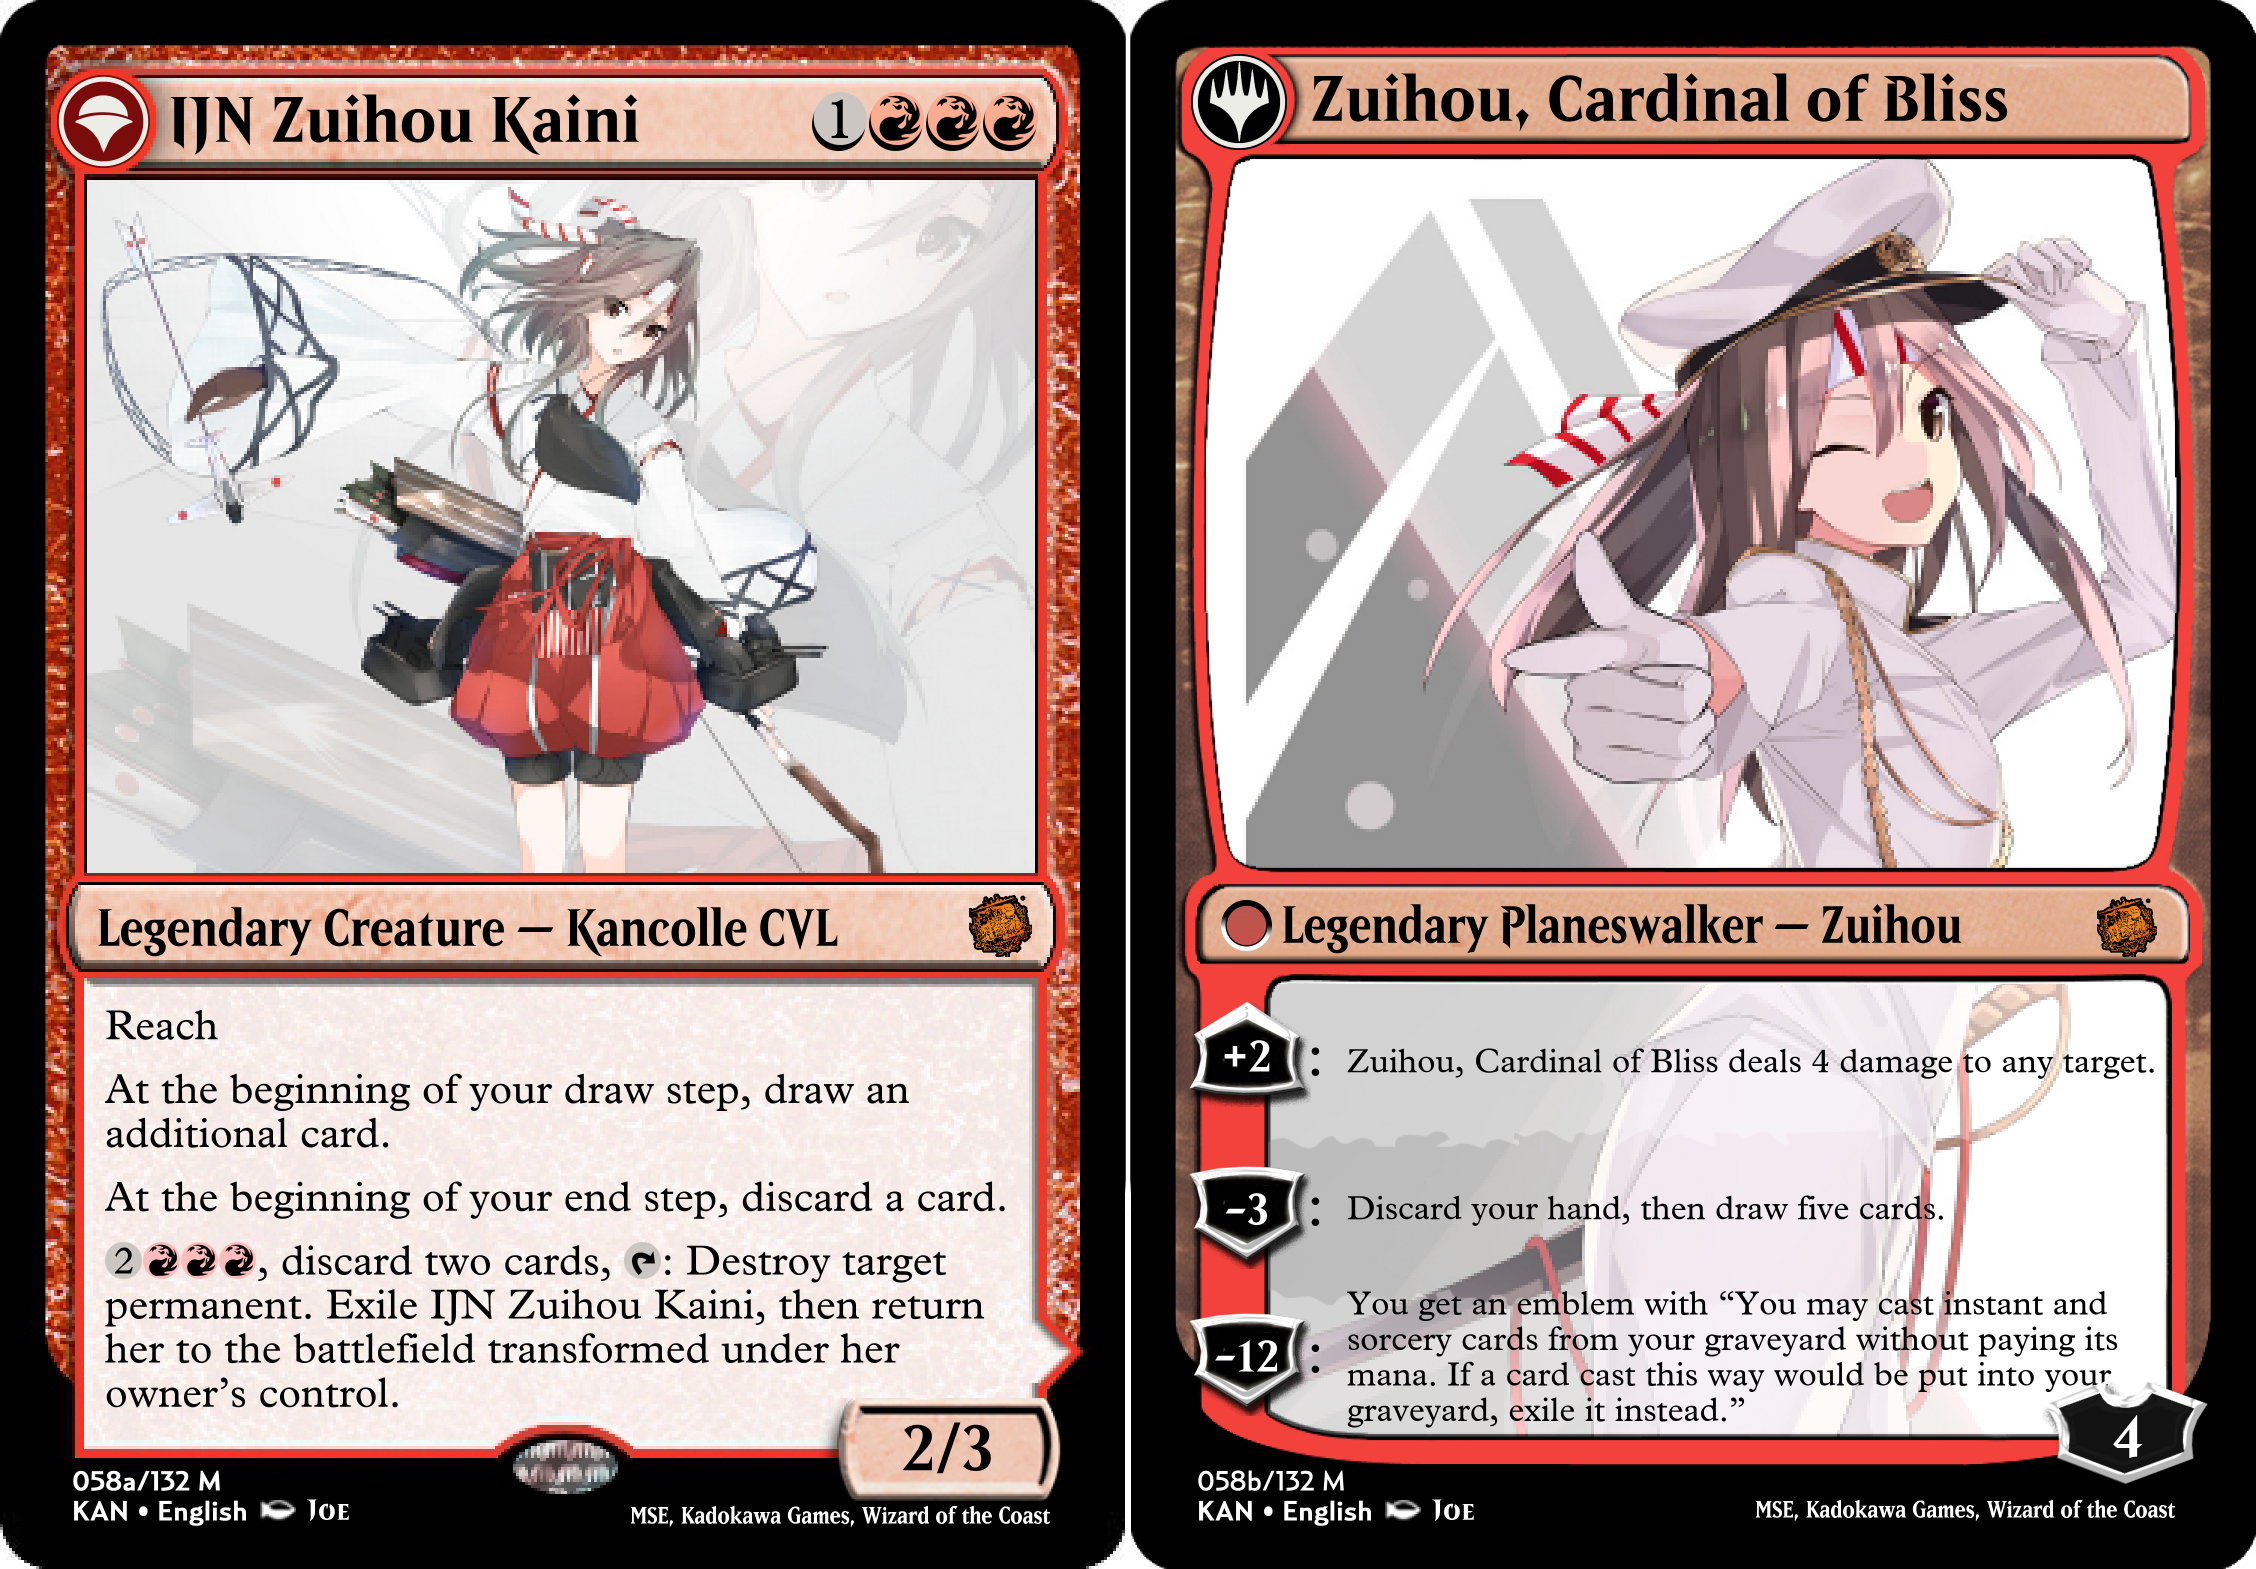 IJN Zuihou Kaini
1
Legendary Creature — Kancolle CVL
Reach
At the beginning of your draw step, draw an
additional card.
At the beginning of your end step, discard a card.
2, discard two cards, : Destroy target
permanent. Exile IJN Zuihou Kaini, then return
her to the battlefield transformed under her
owner’s control.
2/3
058a/132 M
KAN • English JOE
MSE, Kadokawa Games, Wizard of the Coast
Zuihou, Cardinal of Bliss
Legendary Planeswalker — Zuihou
+2 : Zuihou, Cardinal of Bliss deals 4 damage to any target.
-3 : Discard your hand, then draw five cards.
-12 : You get an emblem with “You may cast instant and
sorcery cards from your graveyard without paying its
mana. If a card cast this way would be put into your
graveyard, exile it instead.”
4
058b/132 M
KAN • English JOE
MSE, Kadokawa Games, Wizard of the Coast